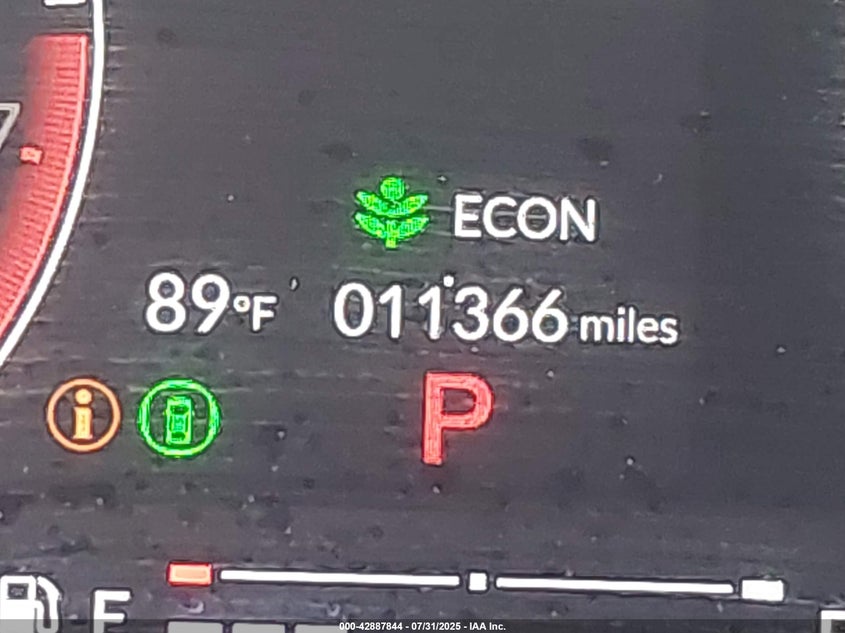 ECON
89°F 011366 miles
P
E
000-42887844 - 07/31/2025 - IAA Inc.